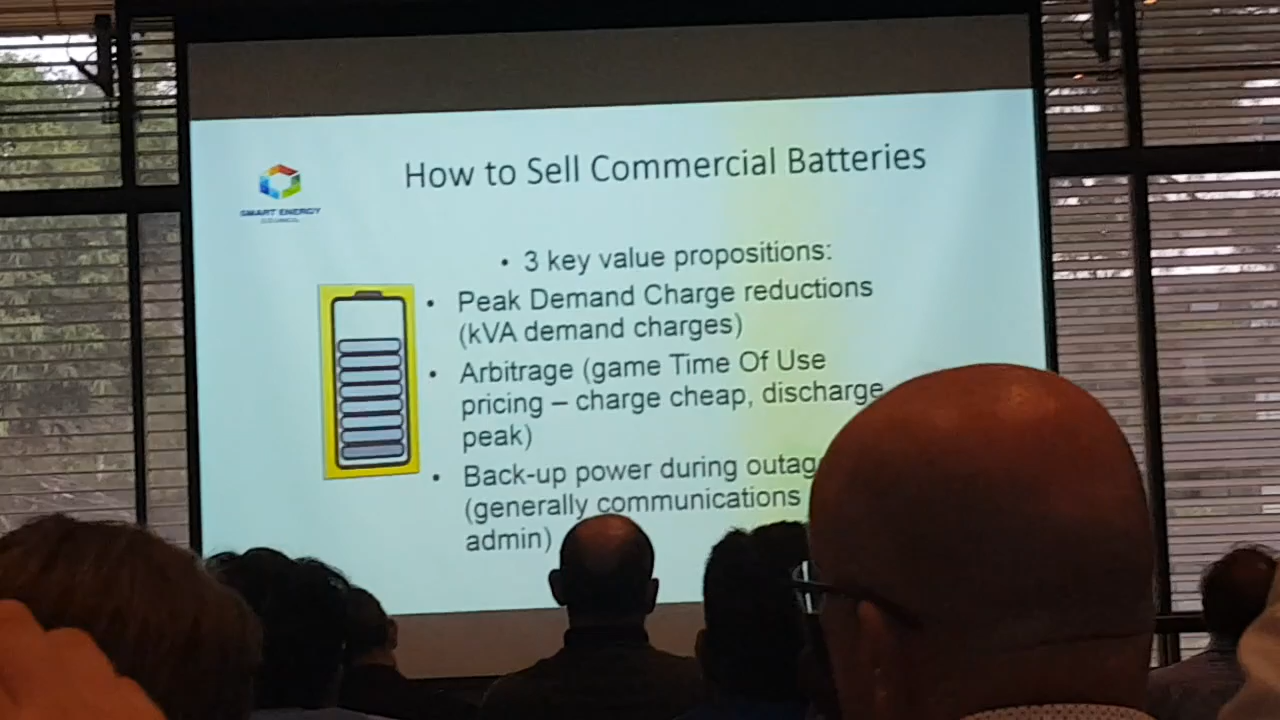 How to Sell Commercial Batteries
SMART ENERGY
COUNCIL
• 3 key value propositions:
• Peak Demand Charge reductions
(kVA demand charges)
• Arbitrage (game Time Of Use
pricing – charge cheap, discharge
peak)
• Back-up power during
(generally communications
admin)